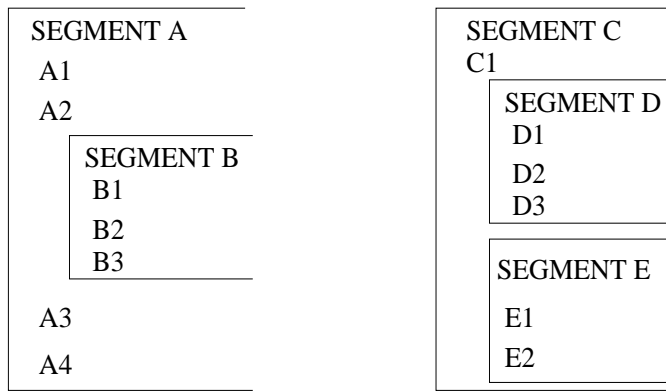 SEGMENT A
A1
A2
SEGMENT B
B1
B2
B3
A3
A4
SEGMENT C
C1
SEGMENT D
D1
D2
D3
SEGMENT E
E1
E2